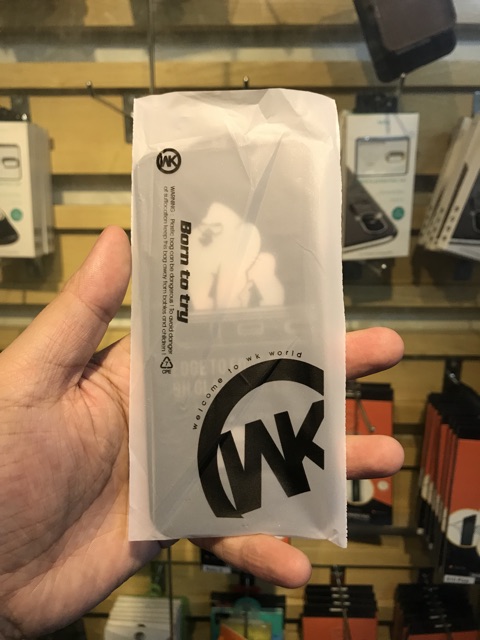 WK
WARNING : Plastic bag can be dangerous ! To avoid danger
of suffocation keep this bag away from babies and children !
Born to try
welcome to wk world
WK